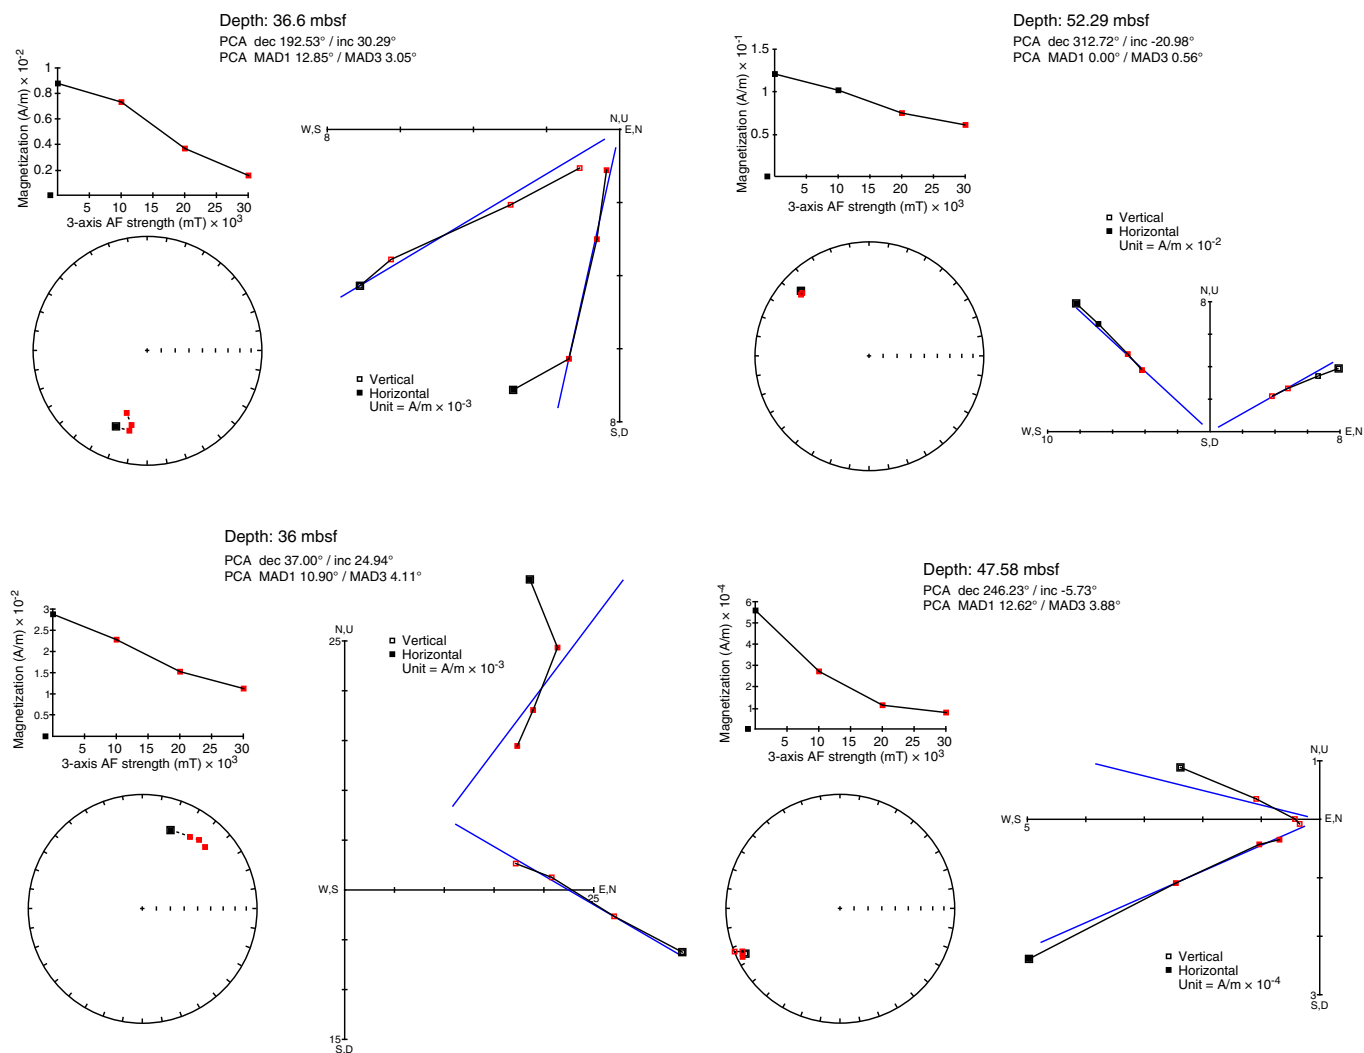 Depth: 36.6 mbsf
PCA dec 192.53° / inc 30.29°
PCA MAD1 12.85° / MAD3 3.05°
Magnetization (A/m) × 10-2
1
0.8
0.6
0.4
0.2
5 10 15 20 25 30
3-axis AF strength (mT) × 10³
W,S
8
N,U
E,N
□ Vertical
■ Horizontal
Unit = A/m × 10-3
8
S,D
Depth: 52.29 mbsf
PCA dec 312.72° / inc -20.98°
PCA MAD1 0.00° / MAD3 0.56°
Magnetization (A/m) × 10-1
1.5
1
0.5
5 10 15 20 25 30
3-axis AF strength (mT) × 10³
□ Vertical
■ Horizontal
Unit = A/m × 10-2
N,U
8
W,S
10
S,D
8
E,N
Depth: 36 mbsf
PCA dec 37.00° / inc 24.94°
PCA MAD1 10.90° / MAD3 4.11°
Magnetization (A/m) × 10-2
3
2.5
2
1.5
1
0.5
5 10 15 20 25 30
3-axis AF strength (mT) × 10³
N,U
25
□ Vertical
■ Horizontal
Unit = A/m × 10-3
W,S
E,N
25
15
S,D
Depth: 47.58 mbsf
PCA dec 246.23° / inc -5.73°
PCA MAD1 12.62° / MAD3 3.88°
Magnetization (A/m) × 10-4
6
5
4
3
2
1
5 10 15 20 25 30
3-axis AF strength (mT) × 10³
N,U
1
W,S
5
E,N
□ Vertical
■ Horizontal
Unit = A/m × 10-4
3
S,D